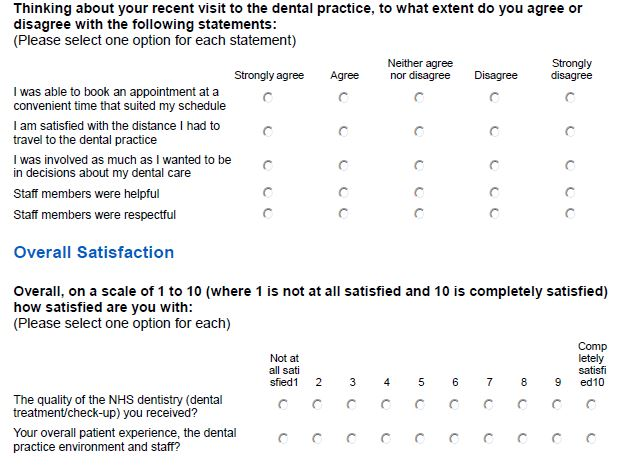 Thinking about your recent visit to the dental practice, to what extent do you agree or
disagree with the following statements:
(Please select one option for each statement)
Strongly agree Agree Neither agree nor disagree Disagree Strongly disagree
I was able to book an appointment at a
convenient time that suited my schedule
I am satisfied with the distance I had to
travel to the dental practice
I was involved as much as I wanted to be
in decisions about my dental care
Staff members were helpful
Staff members were respectful
Overall Satisfaction
Overall, on a scale of 1 to 10 (where 1 is not at all satisfied and 10 is completely satisfied)
how satisfied are you with:
(Please select one option for each)
Not at
all sati
sfied1 2 3 4 5 6 7 8 9 Comp
letely
satisfi
ed10
The quality of the NHS dentistry (dental
treatment/check-up) you received?
Your overall patient experience, the dental
practice environment and staff?